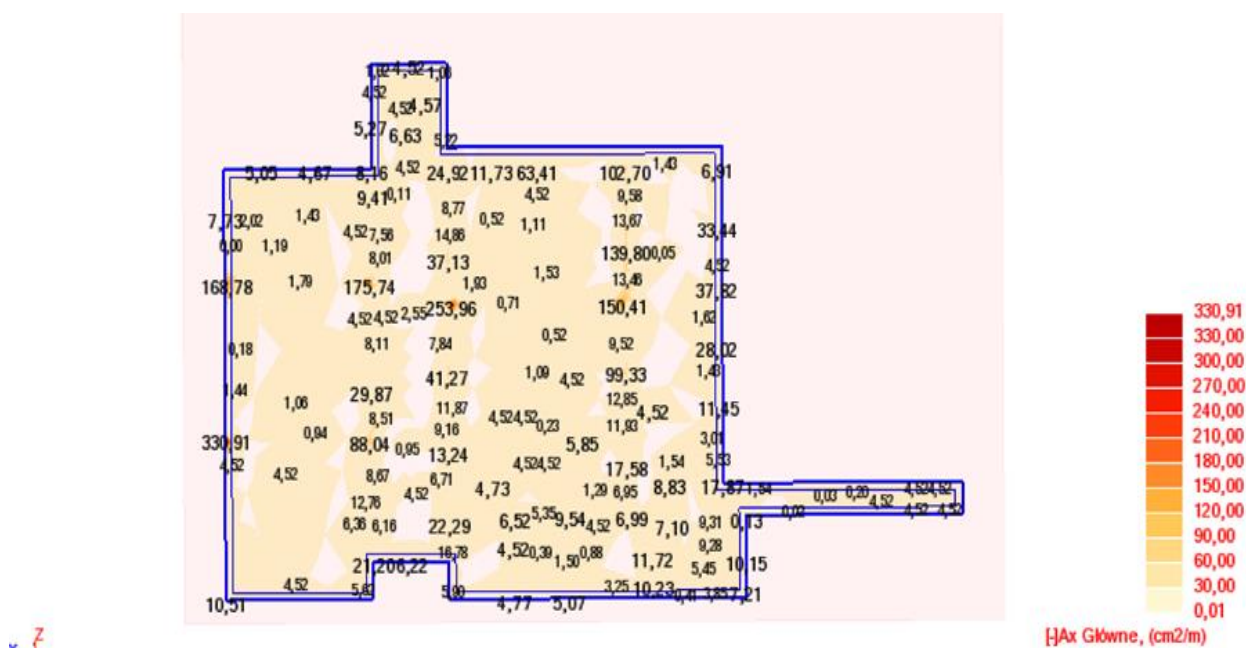 1,02 4,52 1,03
4,52
4,52 4,57
5,27
6,63 5,22
5,05 4,67 8,16 4,52 24,92 11,73 63,41 102,70 1,43 6,91
9,41 0,11 4,52 9,58
8,77
7,73 2,02 1,43 0,52 1,11 13,67
4,52 7,56 14,86 33,44
0,00 1,19
8,01 37,13 139,80 0,05 4,52
168,78 1,79 175,74 1,93 1,53 13,46 37,82
4,52 4,52 2,55 253,96 0,71 150,41 1,62
0,18 8,11 7,84 0,52 9,52 28,02
41,27 1,09 4,52 99,33 1,43
1,44 1,06 29,87 12,85
8,51 11,87 4,52 4,52 0,23 11,93 4,52 11,45
330,91 0,94 88,04 0,95 9,16 5,85 3,01
4,52 13,24 4,52 4,52 17,58 1,54 5,53
4,52 8,67 6,71
12,76 4,52 4,73 1,29 6,95 8,83 17,87 1,54 0,03 0,20 4,52 4,52
6,36 6,16 22,29 6,52 5,35 9,54 4,52 6,99 7,10 9,31 0,13 0,02 4,52 4,52 4,52
16,78 4,52 0,39 1,50 0,88 11,72 9,28
21,20 6,22 5,45 10,15
10,51 4,52 5,62 5,90 4,77 5,07 3,25 10,23 0,41 3,85 7,21
330,91
330,00
300,00
270,00
240,00
210,00
180,00
150,00
120,00
90,00
60,00
30,00
0,01
[-]Ax Główne, (cm2/m)
Z